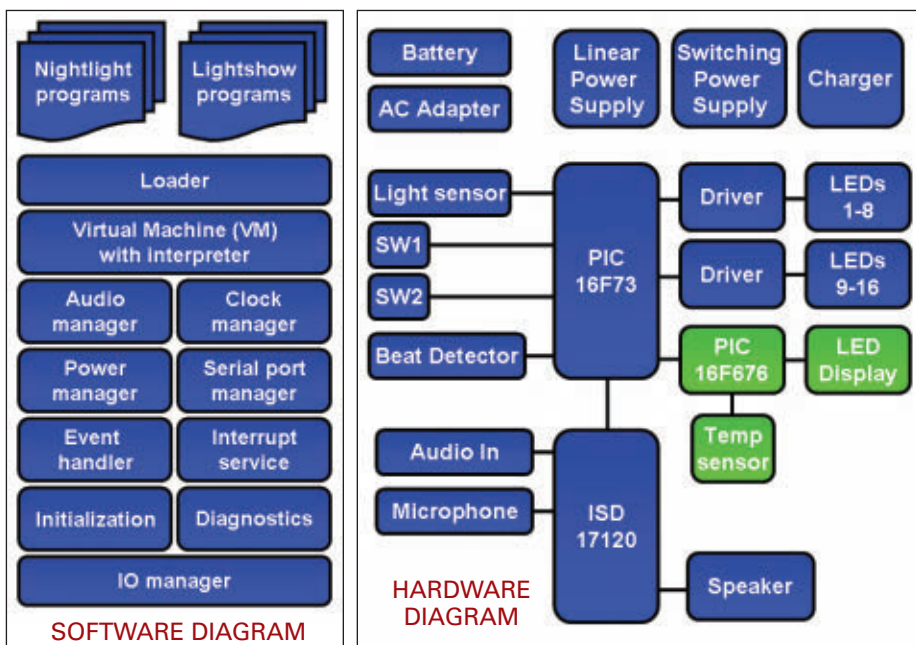 Nightlight
programs
Lightshow
programs
Loader
Virtual Machine (VM)
with interpreter
Audio
manager
Clock
manager
Power
manager
Serial port
manager
Event
handler
Interrupt
service
Initialization
Diagnostics
IO manager
SOFTWARE DIAGRAM
Battery
AC Adapter
Linear
Power
Supply
Switching
Power
Supply
Charger
Light sensor
SW1
SW2
Beat Detector
PIC
16F73
Driver
LEDs
1-8
Driver
LEDs
9-16
PIC
16F676
LED
Display
Temp
sensor
Audio In
Microphone
ISD
17120
Speaker
HARDWARE
DIAGRAM